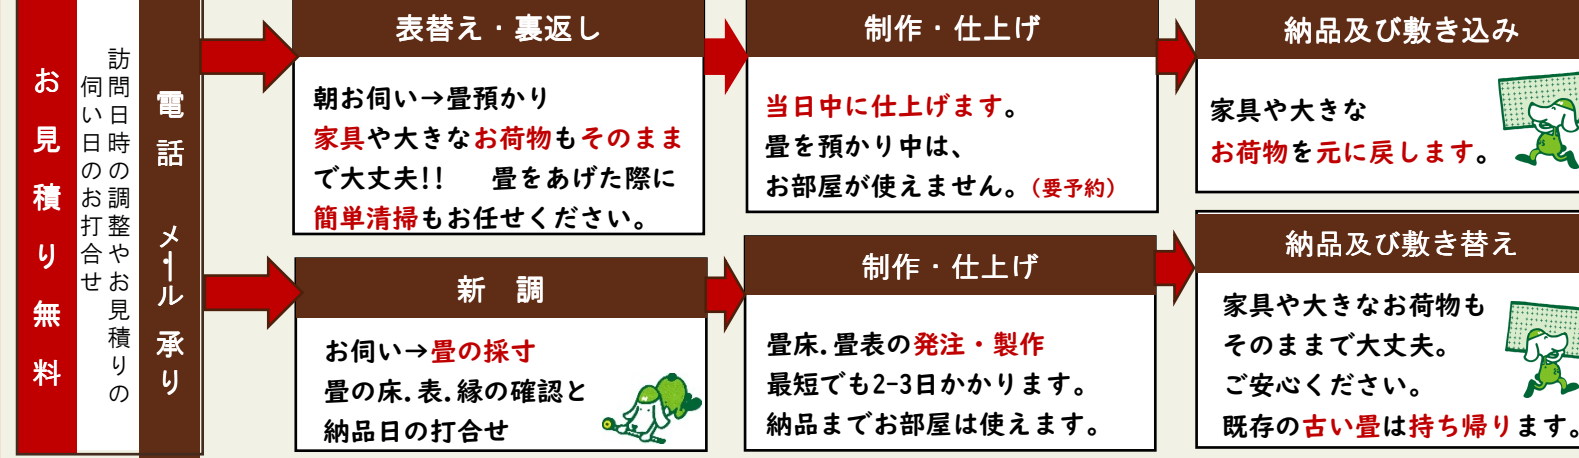 お見積り無料
訪問日時の調整やお見積りの
伺い日のお打合せ
電話 メール承り
表替え・裏返し
朝お伺い→畳預かり
家具や大きなお荷物もそのまま
で大丈夫!! 畳をあげた際に
簡単清掃もお任せください。
制作・仕上げ
当日中に仕上げます。
畳を預かり中は、
お部屋が使えません。(要予約)
納品及び敷き込み
家具や大きな
お荷物を元に戻します。
新 調
お伺い→畳の採寸
畳の床.表.縁の確認と
納品日の打合せ
制作・仕上げ
畳床.畳表の発注・製作
最短でも2-3日かかります。
納品までお部屋は使えます。
納品及び敷き替え
家具や大きなお荷物も
そのままで大丈夫。
ご安心ください。
既存の古い畳は持ち帰ります。